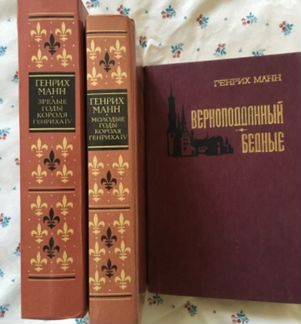 ГЕНРИХ
МАНН
ЗРЕЛЫЕ
ГОДЫ
КОРОЛЯ
ГЕНРИХА IV
ГЕНРИХ
МАНН
МОЛОДЫЕ
ГОДЫ
КОРОЛЯ
ГЕНРИХА IV
ГЕНРИХ МАНН
ВЕРНОПОДДАННЫЙ
БЕДНЫЕ